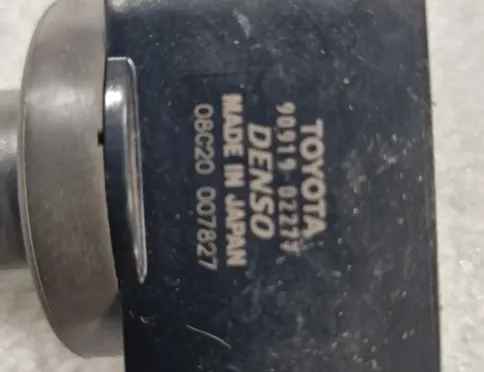 TOYOTA
90919 02277
DENSO
MADE IN JAPAN
08C20 007827